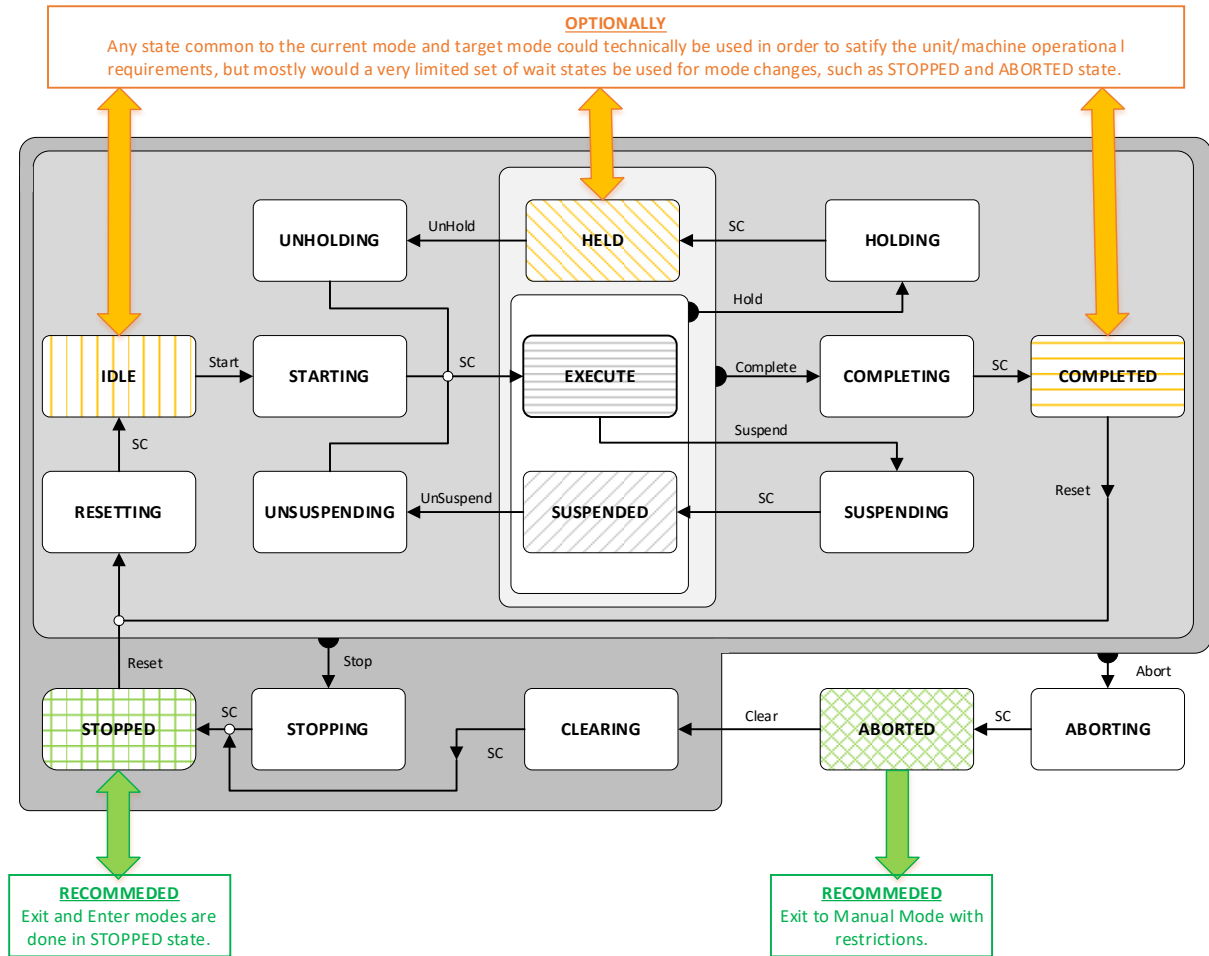 OPTIONALLY
Any state common to the current mode and target mode could technically be used in order to satify the unit/machine operational
requirements, but mostly would a very limited set of wait states be used for mode changes, such as STOPPED and ABORTED state.
UNHOLDING
UnHold
HELD
SC
HOLDING
Hold
IDLE
Start
STARTING
SC
EXECUTE
Complete
COMPLETING
SC
COMPLETED
SC
Suspend
RESETTING
UNSUSPENDING
UnSuspend
SUSPENDED
SC
SUSPENDING
Reset
Reset
Stop
Abort
STOPPED
SC
STOPPING
SC
CLEARING
Clear
ABORTED
SC
ABORTING
RECOMMEDED
Exit and Enter modes are
done in STOPPED state.
RECOMMEDED
Exit to Manual Mode with
restrictions.